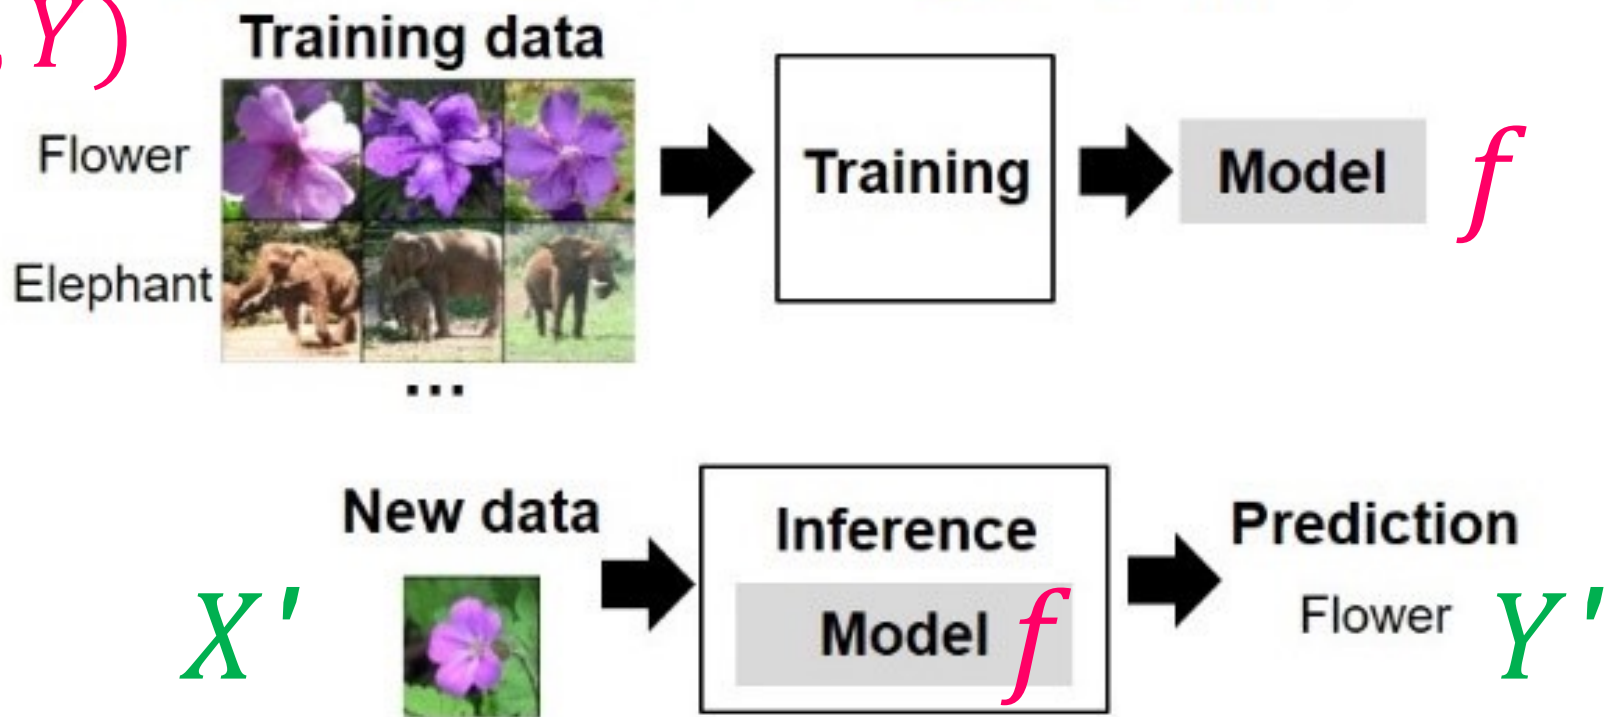 , Y)
Training data
Flower
Elephant
...
Training
Model f
New data
X'
Inference
Model f
Prediction
Flower Y'